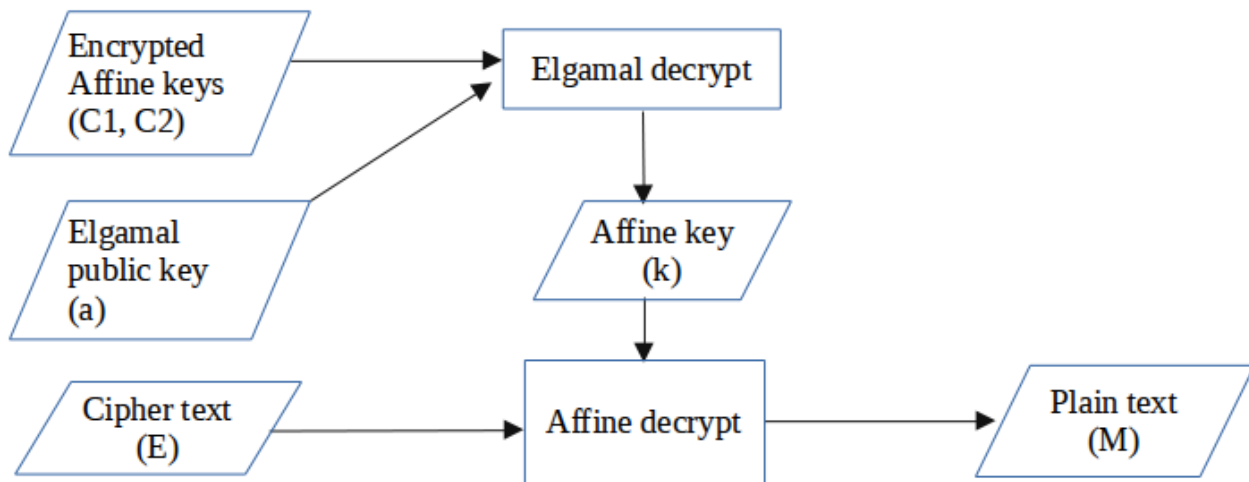 Encrypted
Affine keys
(C1, C2)
Elgamal decrypt
Elgamal
public key
(a)
Affine key
(k)
Cipher text
(E)
Affine decrypt
Plain text
(M)